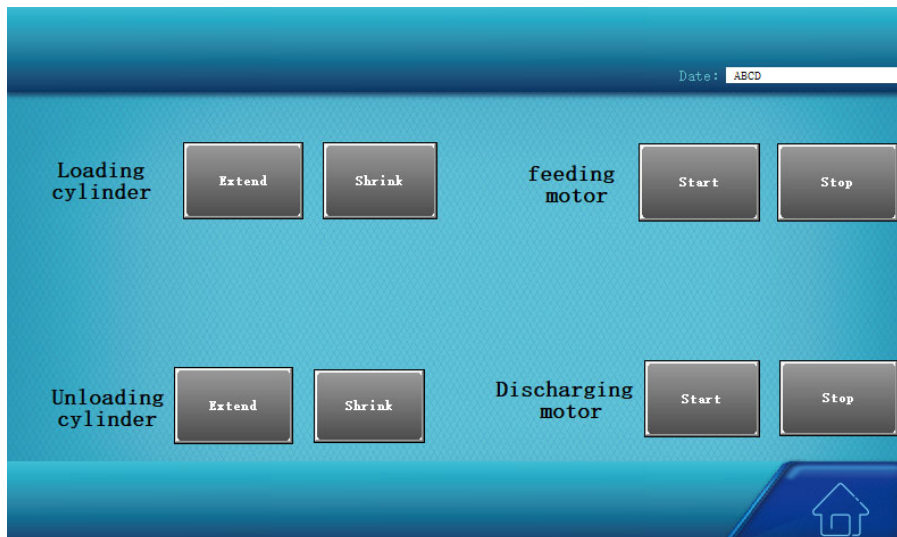 Date: ABCD
Loading
cylinder
Extend
Shrink
feeding
motor
Start
Stop
Unloading
cylinder
Extend
Shrink
Discharging
motor
Start
Stop